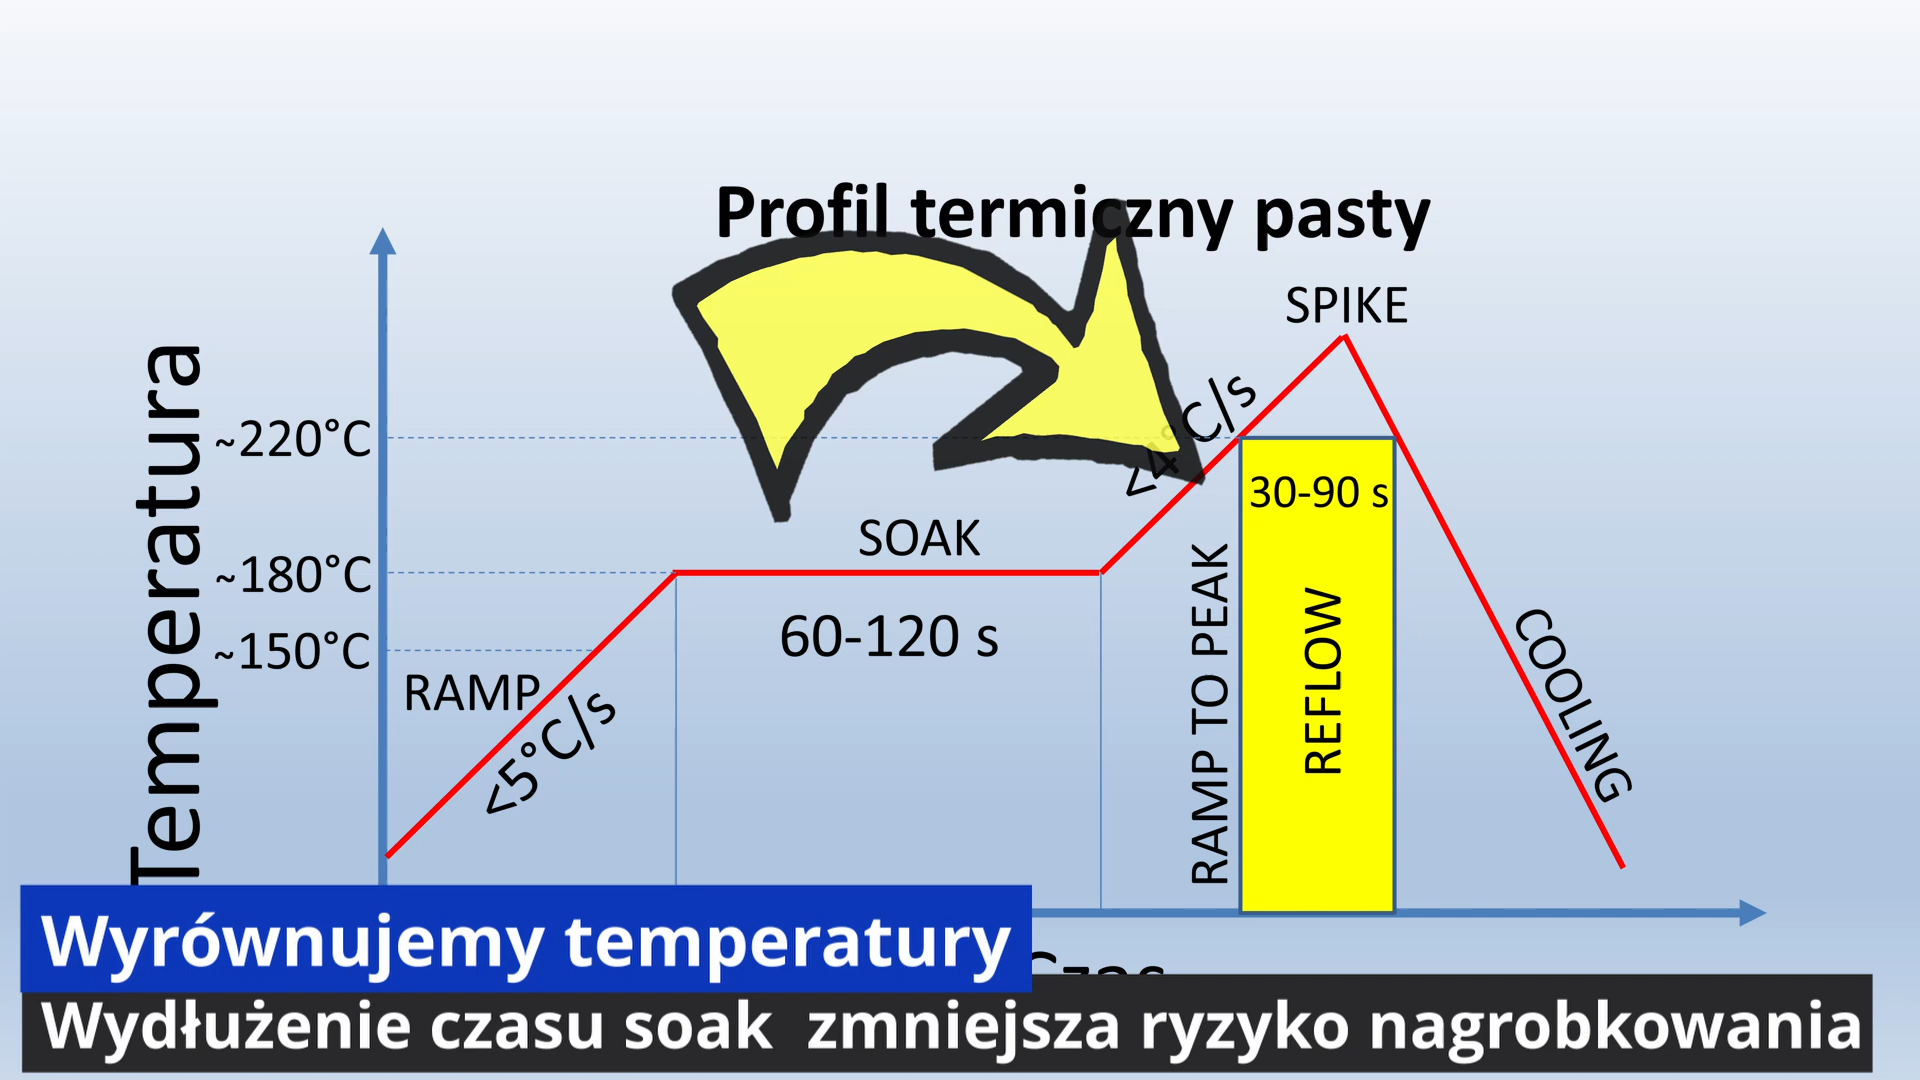 Profil termiczny pasty
SPIKE
Temperatura
~220°C
<4°C/s
30-90 s
SOAK
~180°C
60-120 s
~150°C
RAMP
<5°C/s
RAMP TO PEAK
REFLOW
COOLING
Czas
Wyrównujemy temperatury
Wydłużenie czasu soak zmniejsza ryzyko nagrobkowania